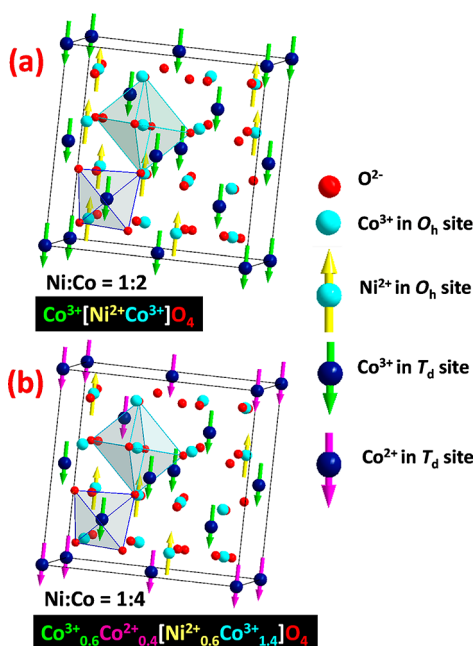 (a)
Ni:Co = 1:2
Co³⁺[Ni²⁺Co³⁺]O₄
(b)
Ni:Co = 1:4
Co³⁺₀.₆Co²⁺₀.₄[Ni²⁺₀.₆Co³⁺₁.₄]O₄
O²⁻
Co³⁺ in Oₕ site
Ni²⁺ in Oₕ site
Co³⁺ in T_d site
Co²⁺ in T_d site